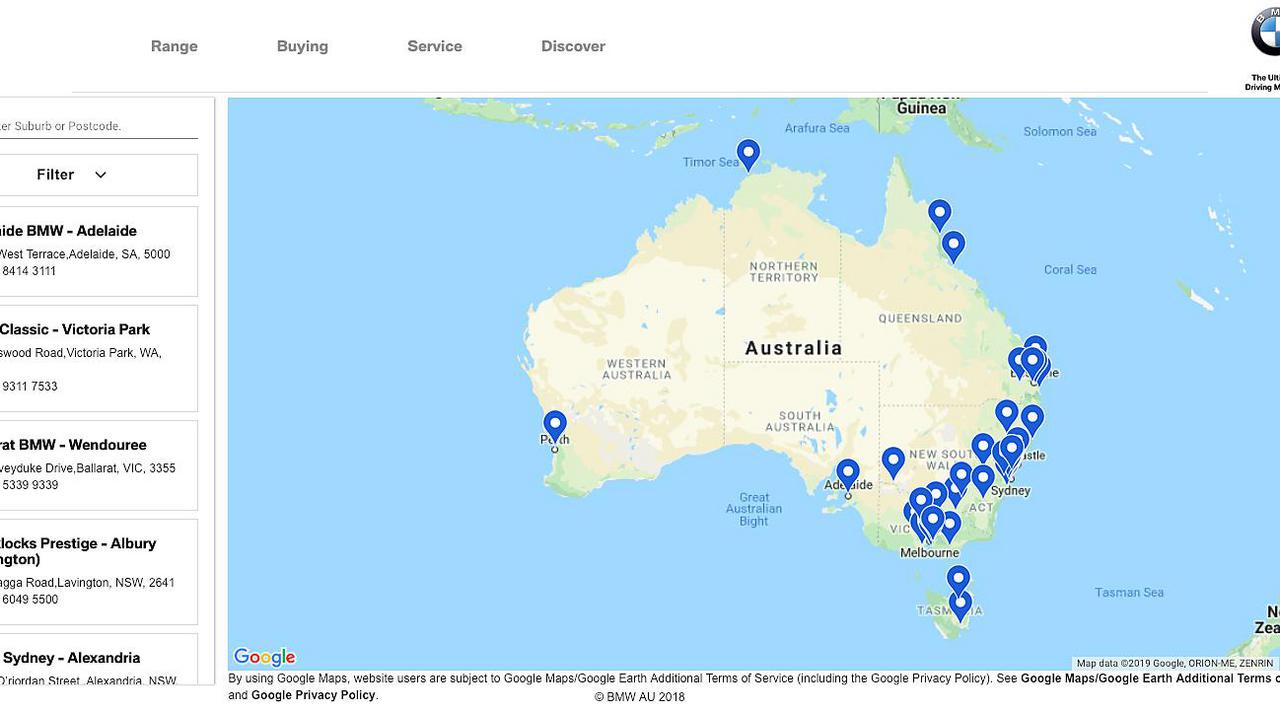 Range
Buying
Service
Discover
The Ulti
Driving M
er Suburb or Postcode.
Filter
ide BMW - Adelaide
West Terrace,Adelaide, SA, 5000
8414 3111
Classic - Victoria Park
swood Road,Victoria Park, WA,
9311 7533
rat BMW - Wendouree
veyduke Drive,Ballarat, VIC, 3355
5339 9339
locks Prestige - Albury
ngton)
agga Road,Lavington, NSW, 2641
6049 5500
Sydney - Alexandria
O'riordan Street, Alexandria, NSW,
Guinea
Arafura Sea
Solomon Sea
Timor Sea
Coral Sea
NORTHERN
TERRITORY
QUEENSLAND
Australia
WESTERN
AUSTRALIA
SOUTH
AUSTRALIA
Perth
Adelaide
NEW SOUT
WAL
astle
Sydney
ACT
Great
Australian
Bight
VIC
Melbourne
TASMANIA
Tasman Sea
Ne
Zea
Google
Map data ©2019 Google, ORION-ME, ZENRIN
By using Google Maps, website users are subject to Google Maps/Google Earth Additional Terms of Service (including the Google Privacy Policy). See Google Maps/Google Earth Additional Terms o
and Google Privacy Policy.
© BMW AU 2018